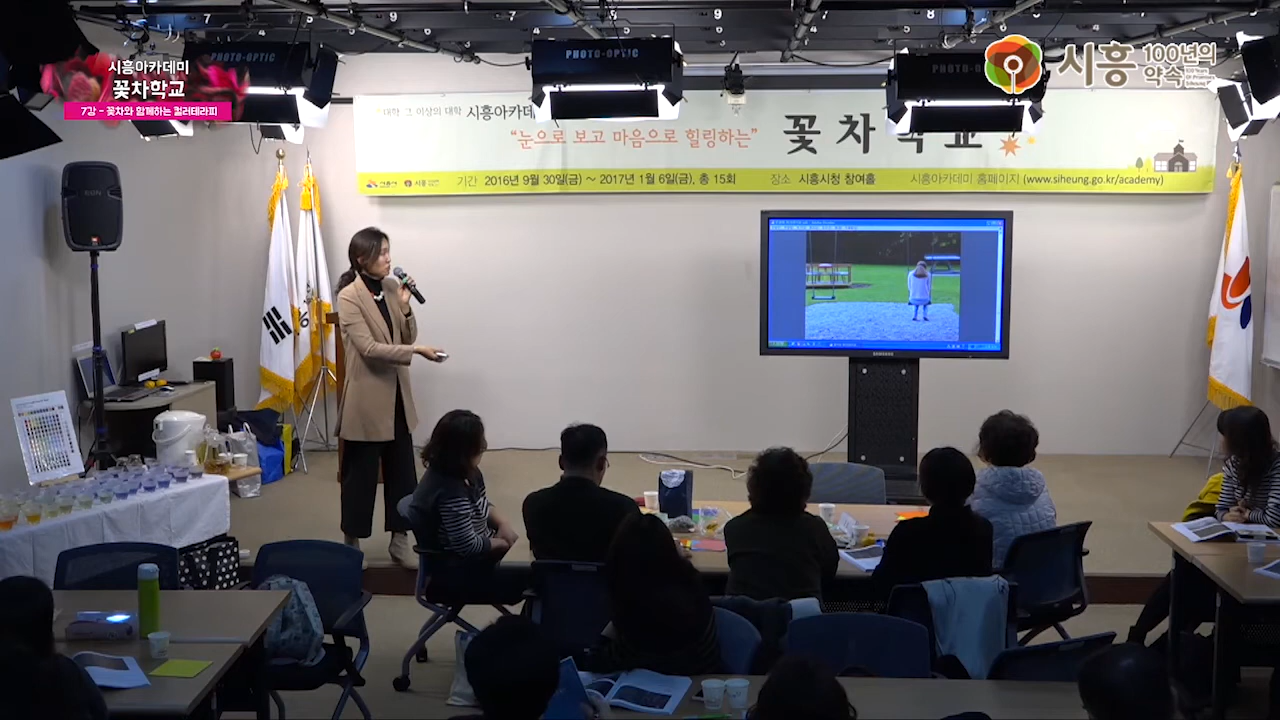 시흥아카데미
꽃차학교
7강 - 꽃차와 함께하는 컬러테라피
시흥 100년의 약속
PHOTO-OPTIC
PHOTO-OPTIC
대학 그 이상의 대학 시흥아카데
"눈으로 보고 마음으로 힐링하는" 꽃차학교
시흥시 시흥 기간 2016년 9월 30일(금) ~ 2017년 1월 6일(금), 총 15회 장소 시흥시청 참여홀 시흥아카데미 홈페이지 (www.siheung.go.kr/academy)
SAMSUNG